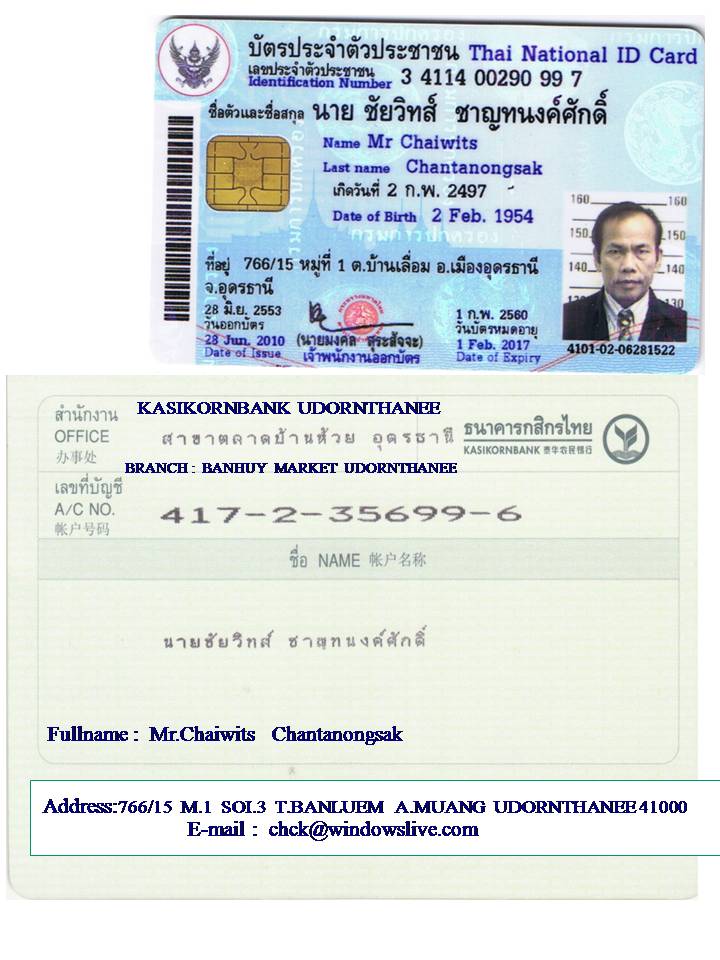 บัตรประจำตัวประชาชน Thai National ID Card
เลขประจำตัวประชาชน
Identification Number 3 4114 00290 99 7
ชื่อตัวและชื่อสกุล นาย ชัยวิทส์ ชาญทนงค์ศักดิ์
Name Mr Chaiwits
Last name Chantanongsak
เกิดวันที่ 2 ก.พ. 2497
Date of Birth 2 Feb. 1954
ที่อยู่ 766/15 หมู่ที่ 1 ต.บ้านเลื่อม อ.เมืองอุดรธานี
จ.อุดรธานี
28 มิ.ย. 2553
วันออกบัตร
28 Jun. 2010
Date of Issue
(นายมงคล สุระสัจจะ)
เจ้าพนักงานออกบัตร
1 ก.พ. 2560
วันบัตรหมดอายุ
1 Feb. 2017
Date of Expiry
160 160
150 150
140 140
130 130
4101-02-06281522
สำนักงาน
OFFICE
办事处
KASIKORNBANK UDORNTHANEE
สาขาตลาดบ้านห้วย อุดรธานี
BRANCH : BANHUY MARKET UDORNTHANEE
ธนาคารกสิกรไทย
KASIKORNBANK 泰华农民银行
เลขที่บัญชี
A/C NO.
帐户号码
417-2-35699-6
ชื่อ NAME 帐户名称
นายชัยวิทส์ ชาญทนงค์ศักดิ์
Fullname : Mr.Chaiwits Chantanongsak
Address:766/15 M.1 SOI.3 T.BANLUEM A.MUANG UDORNTHANEE 41000
E-mail : chck@windowslive.com